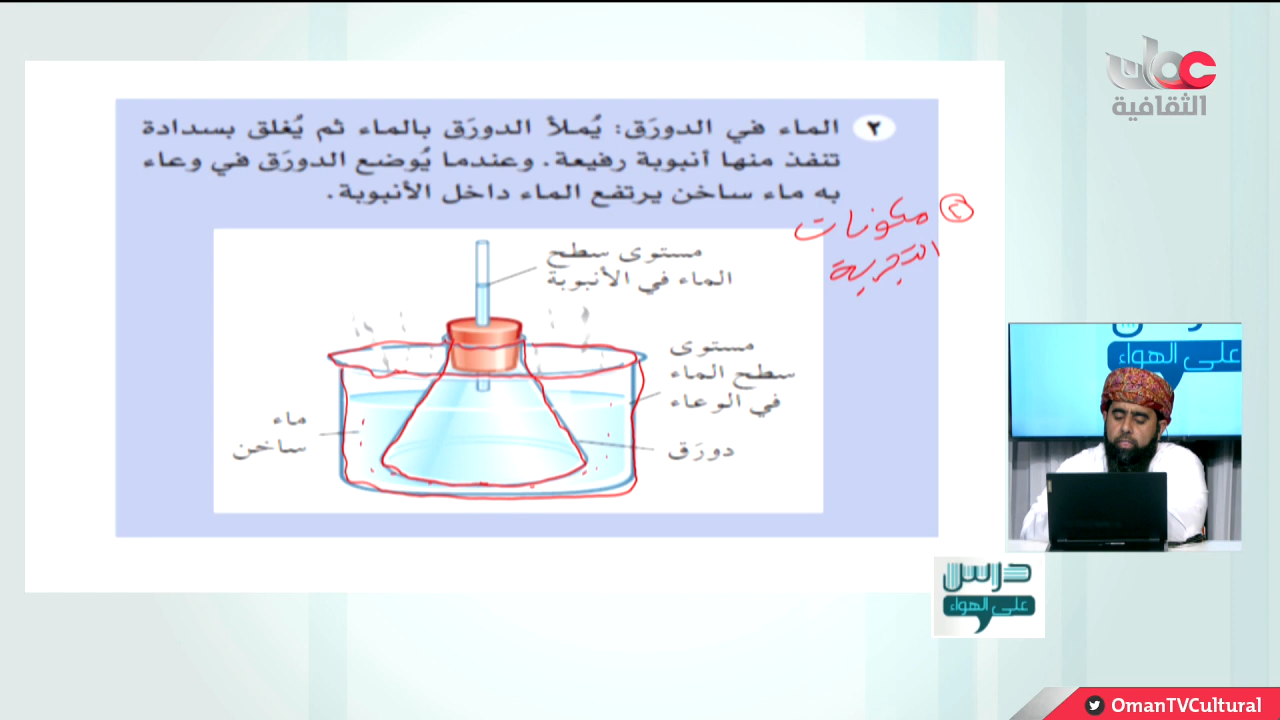 عمان
الثقافية
٢
الماء في الدورَق: يُملأ الدورَق بالماء ثم يُغلق بسدادة
تنفذ منها أنبوبة رفيعة. وعندما يُوضع الدورَق في وعاء
به ماء ساخن يرتفع الماء داخل الأنبوبة.
٢ مكونات
التجربة
مستوى سطح
الماء في الأنبوبة
مستوى
سطح الماء
في الوعاء
ماء
ساخن
دورَق
على الهواء
درس
على الهواء
OmanTVCultural